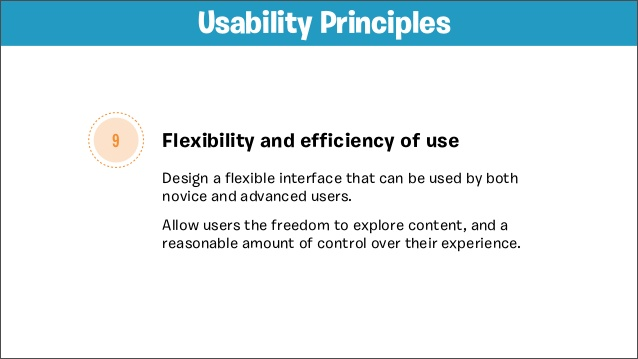 Usability Principles
9
Flexibility and efficiency of use
Design a flexible interface that can be used by both
novice and advanced users.
Allow users the freedom to explore content, and a
reasonable amount of control over their experience.